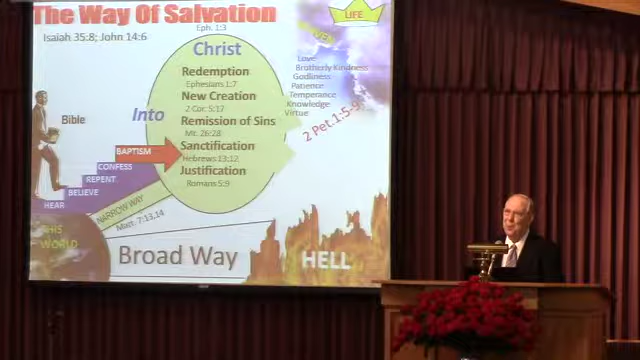 The Way Of Salvation
Isaiah 35:8; John 14:6
Eph. 1:3
Christ
Redemption
Ephesians 1:7
New Creation
2 Cor. 5:17
Remission of Sins
Mt. 26:28
Sanctification
Hebrews 13:12
Justification
Romans 5:9
Into
Bible
BAPTISM
CONFESS
REPENT
BELIEVE
HEAR
NARROW WAY
Matt. 7:13,14
THIS
WORLD
Broad Way
HELL
LIFE
Love
Brotherly Kindness
Godliness
Patience
Temperance
Knowledge
Virtue
2 Pet.1:5-9